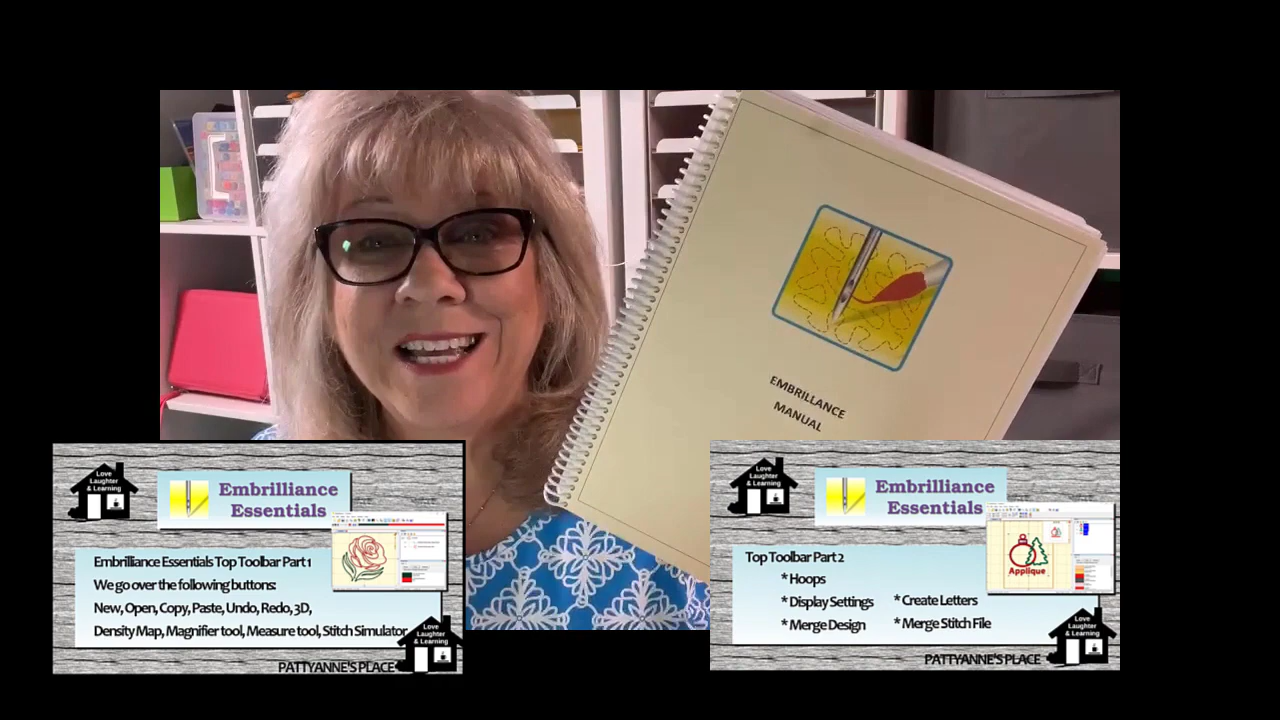 EMBRILLANCE
MANUAL
Love
Laughter
& Learning
Embrilliance
Essentials
Embrilliance Essentials Top Toolbar Part 1
We go over the following buttons:
New, Open, Copy, Paste, Undo, Redo, 3D,
Density Map, Magnifier tool, Measure tool, Stitch Simulator
Love
Laughter
& Learning
PATTYANNE'S PLACE
Love
Laughter
& Learning
Embrilliance
Essentials
Applique
Top Toolbar Part 2
* Hoops
* Display Settings
* Merge Design
* Create Letters
* Merge Stitch File
Love
Laughter
& Learning
PATTYANNE'S PLACE